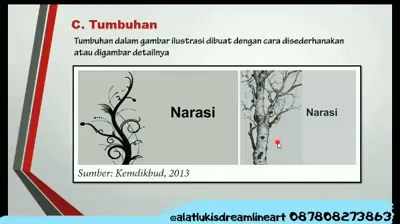 C. Tumbuhan
Tumbuhan dalam gambar ilustrasi dibuat dengan cara disederhanakan
atau digambar detailnya
Narasi
Narasi
Sumber: Kemdikbud, 2013
@alatlukisdreamlineart 087808273863